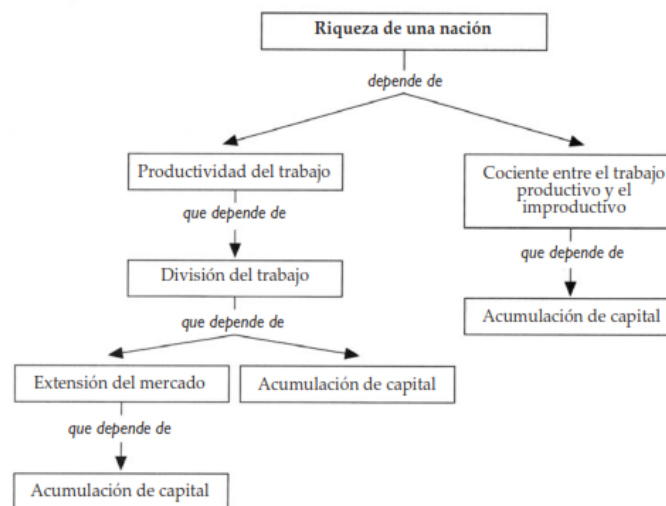 Riqueza de una nación
depende de
Productividad del trabajo
Cociente entre el trabajo
productivo y el
improductivo
que depende de
que depende de
División del trabajo
Acumulación de capital
que depende de
Extensión del mercado
Acumulación de capital
que depende de
Acumulación de capital